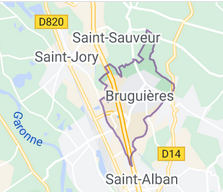 D820
Saint-Sauveur
Saint-Jory
Bruguières
Garonne
D14
Saint-Alban